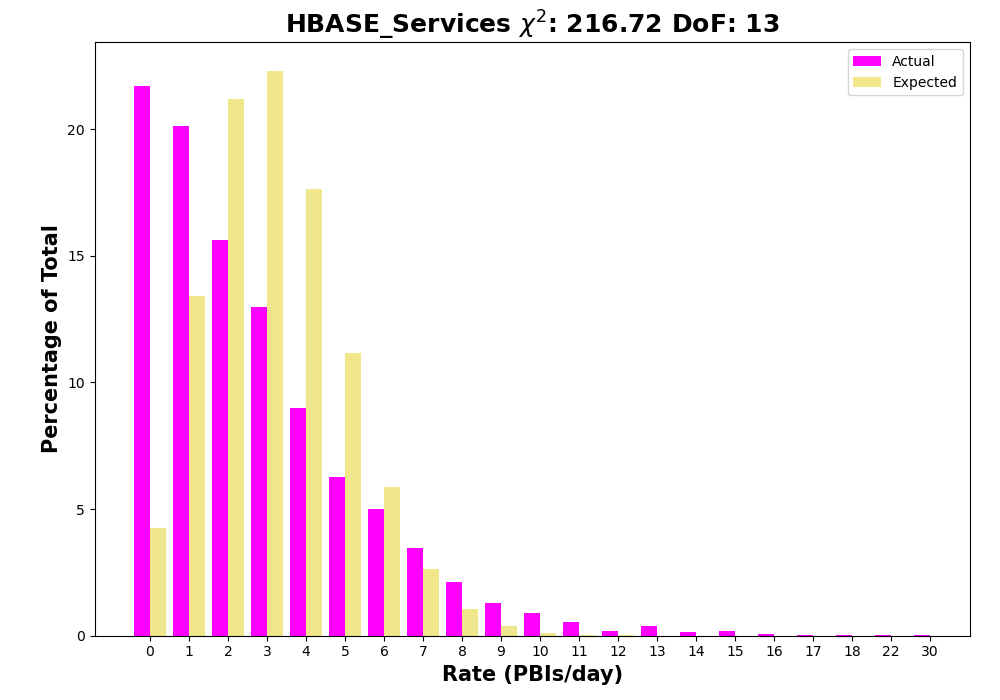 HBASE_Services χ²: 216.72 DoF: 13
Actual
Expected
Percentage of Total
20
15
10
5
0
0 1 2 3 4 5 6 7 8 9 10 11 12 13 14 15 16 17 18 22 30
Rate (PBIs/day)